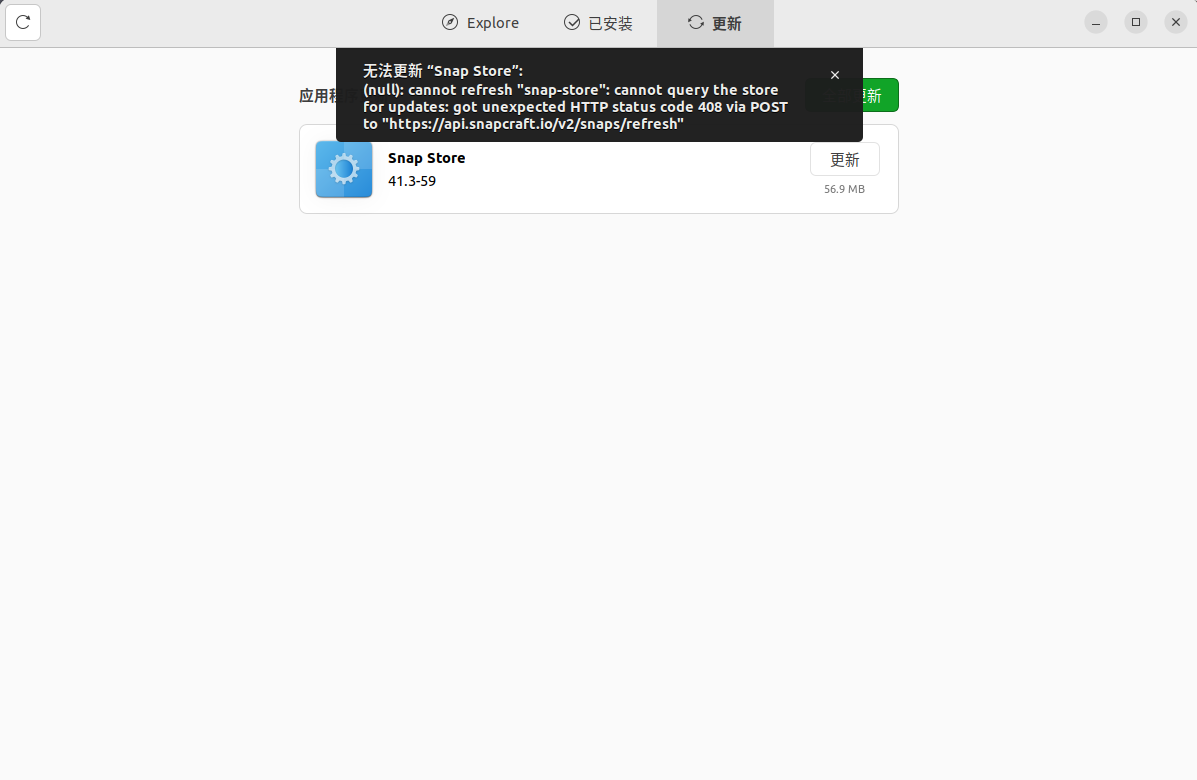 Explore
已安装
更新
无法更新 “Snap Store”:
(null): cannot refresh "snap-store": cannot query the store
for updates: got unexpected HTTP status code 408 via POST
to "https://api.snapcraft.io/v2/snaps/refresh"
应用程
更新
Snap Store
更新
41.3-59
56.9 MB